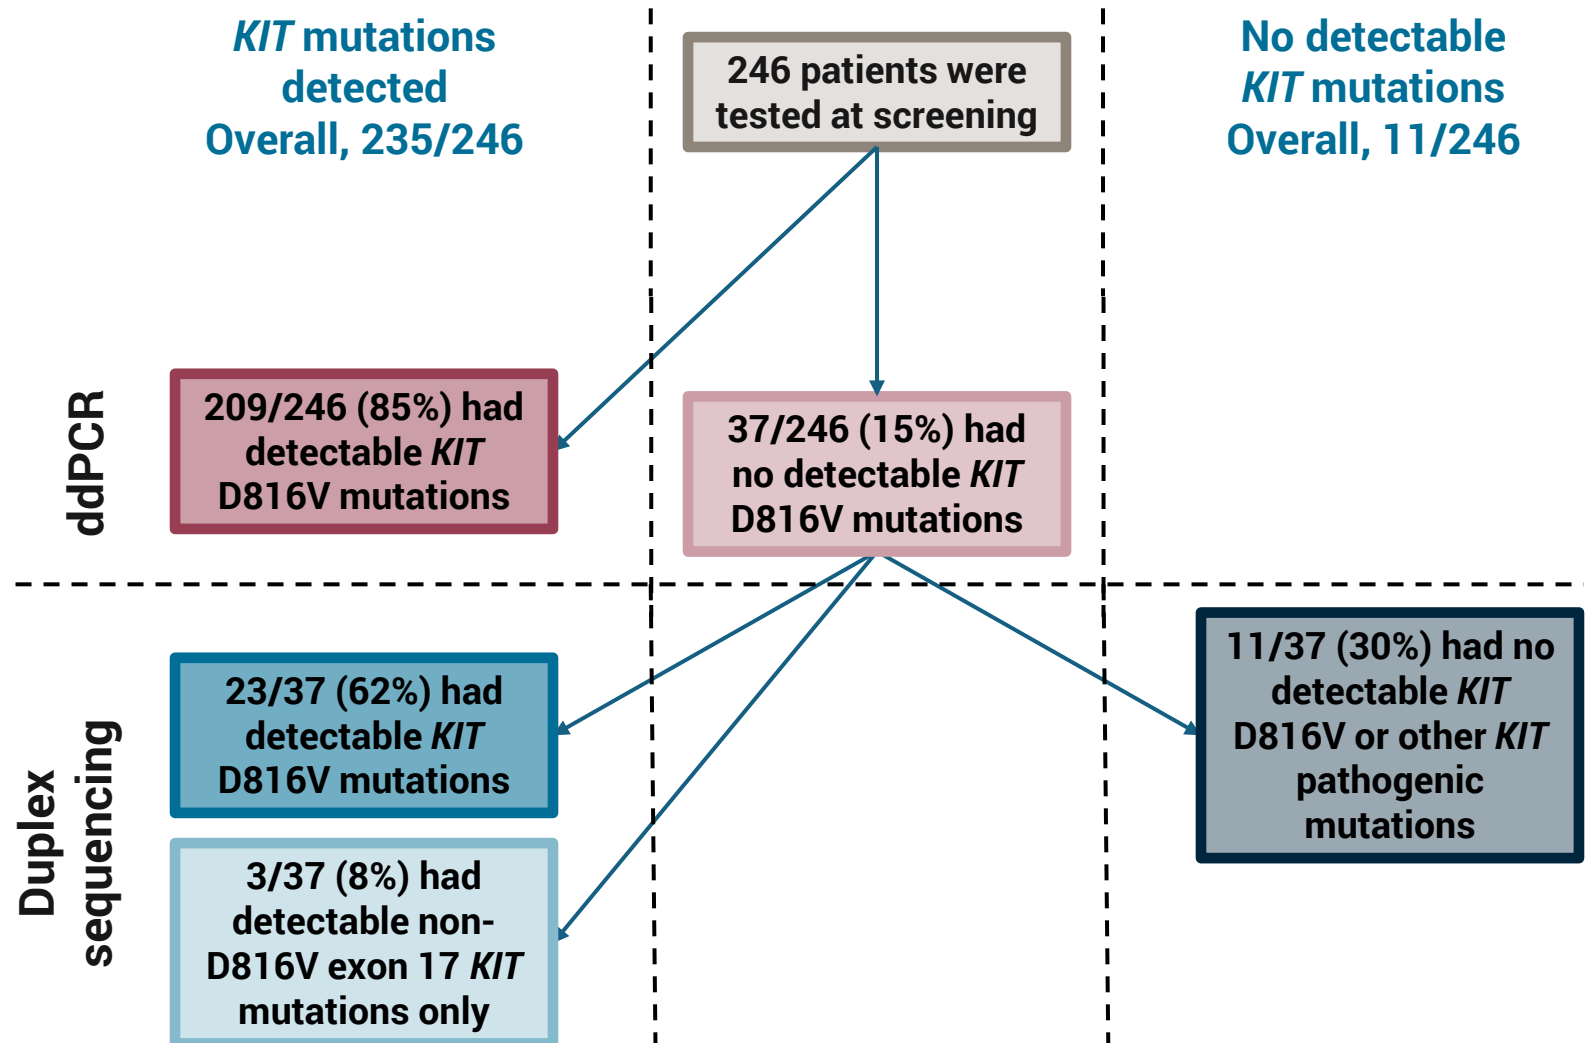 KIT mutations
detected
Overall, 235/246
246 patients were
tested at screening
No detectable
KIT mutations
Overall, 11/246
ddPCR
209/246 (85%) had
detectable KIT
D816V mutations
37/246 (15%) had
no detectable KIT
D816V mutations
Duplex
sequencing
23/37 (62%) had
detectable KIT
D816V mutations
3/37 (8%) had
detectable non-
D816V exon 17 KIT
mutations only
11/37 (30%) had no
detectable KIT
D816V or other KIT
pathogenic
mutations